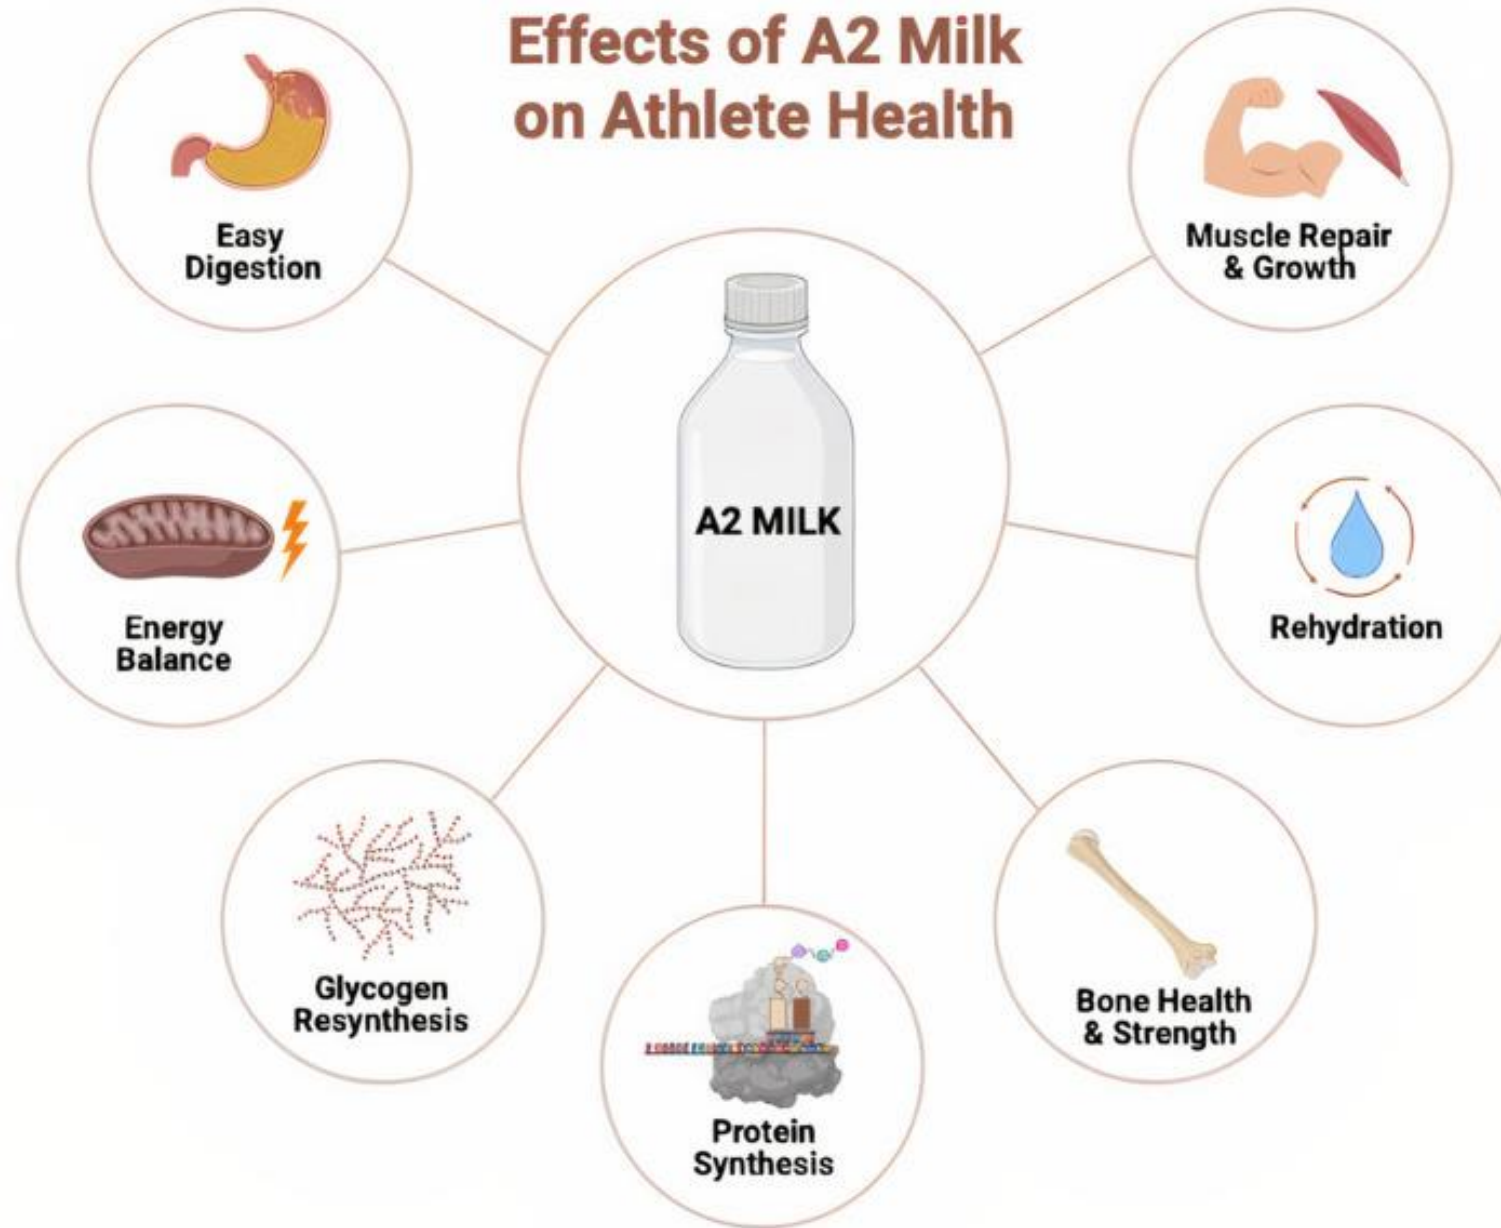 Effects of A2 Milk
on Athlete Health
Easy
Digestion
Muscle Repair
& Growth
A2 MILK
Energy
Balance
Rehydration
Glycogen
Resynthesis
Bone Health
& Strength
Protein
Synthesis